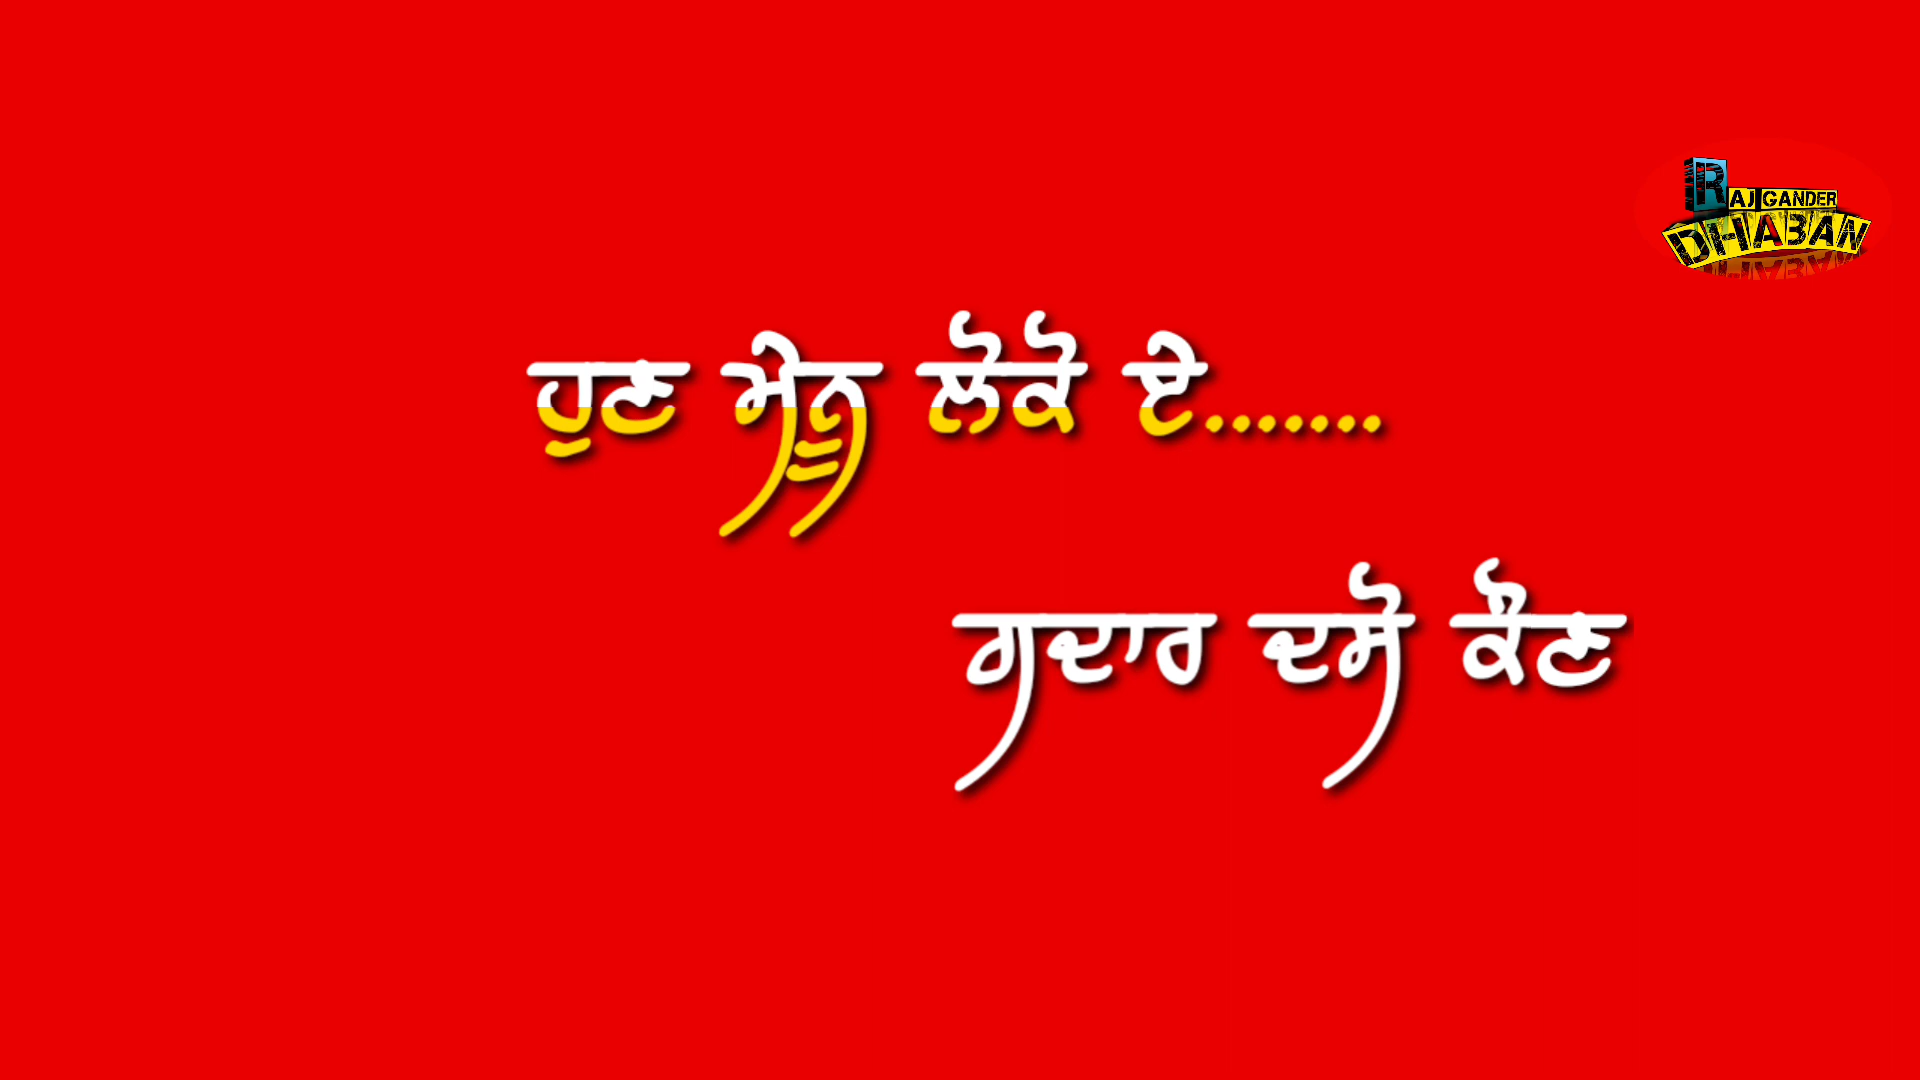 RAJ GANDER
DHABAN
ਹੁਣ ਮੇਨੂ ਲੋਕੋ ਏ.......
ਗਦਾਰ ਦਸੋ ਕੌਣ